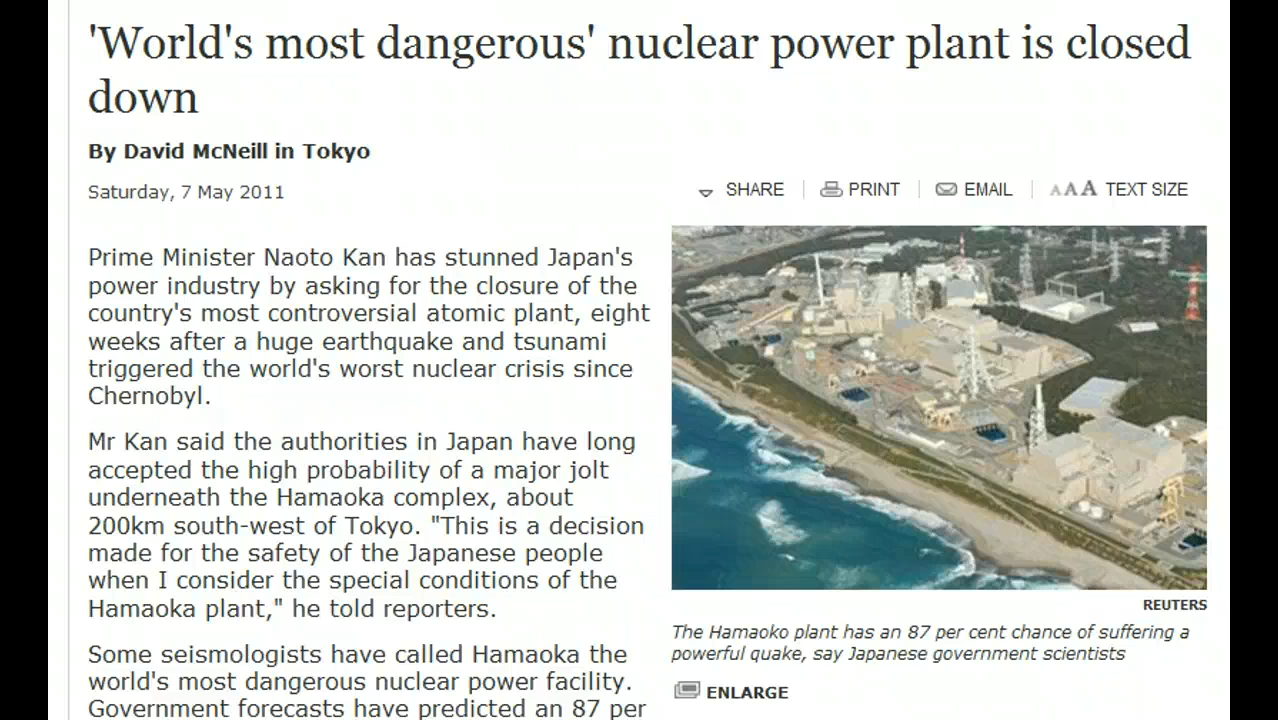 'World's most dangerous' nuclear power plant is closed
down
By David McNeill in Tokyo
Saturday, 7 May 2011
SHARE
PRINT
EMAIL
AAA TEXT SIZE
Prime Minister Naoto Kan has stunned Japan's
power industry by asking for the closure of the
country's most controversial atomic plant, eight
weeks after a huge earthquake and tsunami
triggered the world's worst nuclear crisis since
Chernobyl.
Mr Kan said the authorities in Japan have long
accepted the high probability of a major jolt
underneath the Hamaoka complex, about
200km south-west of Tokyo. "This is a decision
made for the safety of the Japanese people
when I consider the special conditions of the
Hamaoka plant," he told reporters.
Some seismologists have called Hamaoka the
world's most dangerous nuclear power facility.
Government forecasts have predicted an 87 per
REUTERS
The Hamaoko plant has an 87 per cent chance of suffering a
powerful quake, say Japanese government scientists
ENLARGE